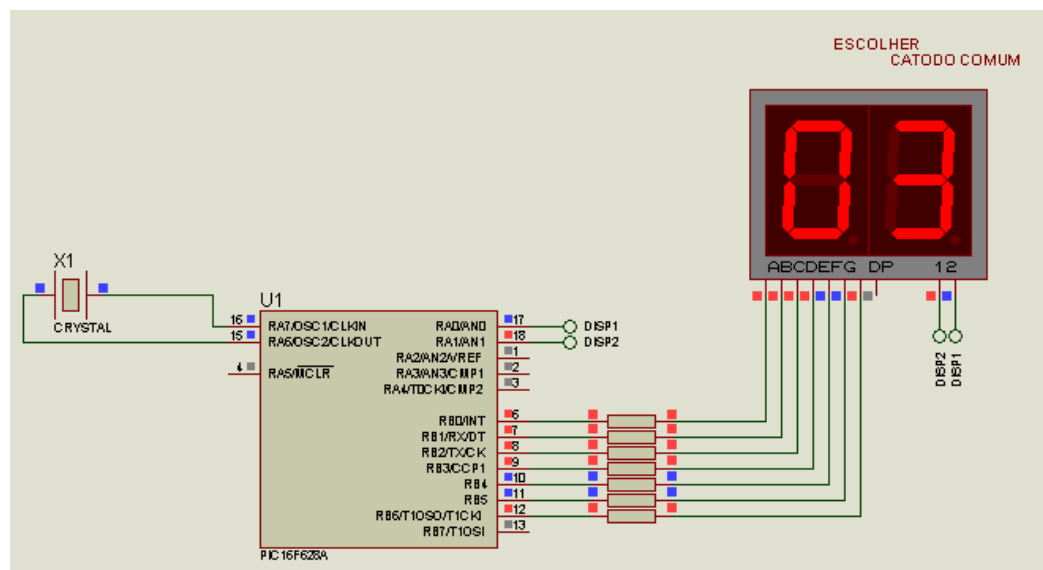 ESCOLHER
CATODO COMUM
ABCDEFG DP 12
DISP2
DISP1
X1
CRYSTAL
U1
16 RA7/OSC1/CLKIN RA0/AN0 17 DISP1
15 RA6/OSC2/CLKOUT RA1/AN1 18 DISP2
RA2/AN2/VREF 1
4 RA5/MCLR RA3/AN3/CMP1 2
RA4/T0CKI/CMP2 3
RB0/INT 6
RB1/RX/DT 7
RB2/TX/CK 8
RB3/CCP1 9
RB4 10
RB5 11
RB6/T1OSO/T1CKI 12
RB7/T1OSI 13
PIC16F628A
03